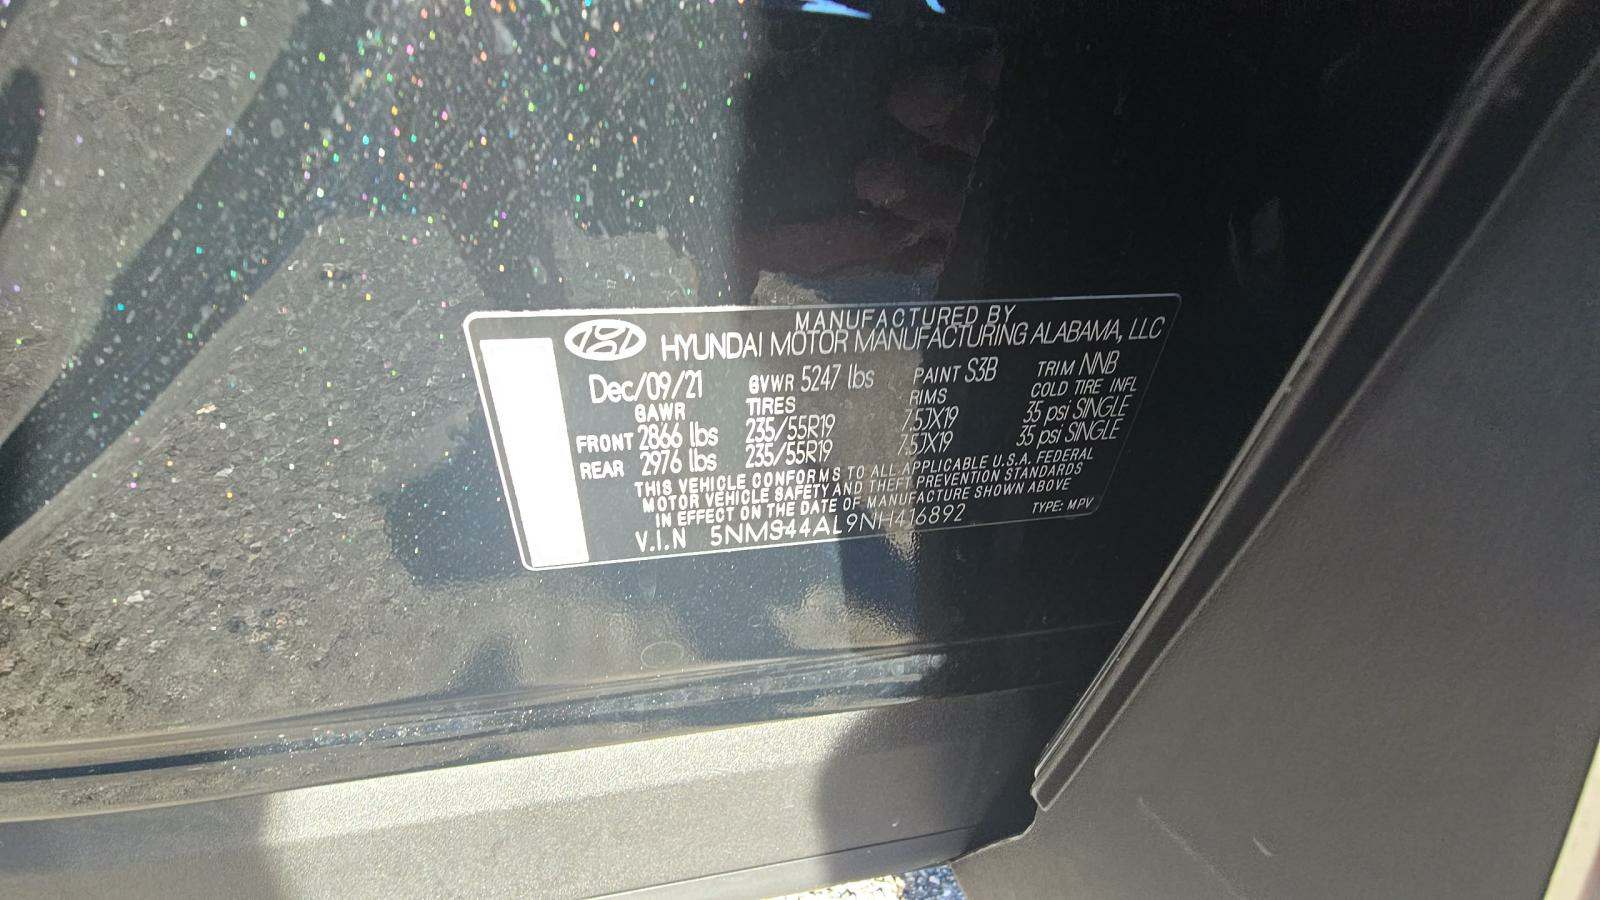 MANUFACTURED BY
HYUNDAI MOTOR MANUFACTURING ALABAMA, LLC
Dec/09/21 GVWR 5247 lbs PAINT S3B TRIM NNB
GAWR TIRES RIMS COLD TIRE INFL
FRONT 2866 lbs 235/55R19 7.5JX19 35 psi SINGLE
REAR 2976 lbs 235/55R19 7.5JX19 35 psi SINGLE
THIS VEHICLE CONFORMS TO ALL APPLICABLE U.S.A. FEDERAL
MOTOR VEHICLE SAFETY AND THEFT PREVENTION STANDARDS
IN EFFECT ON THE DATE OF MANUFACTURE SHOWN ABOVE
V.I.N 5NMS44AL9NH416892 TYPE: MPV